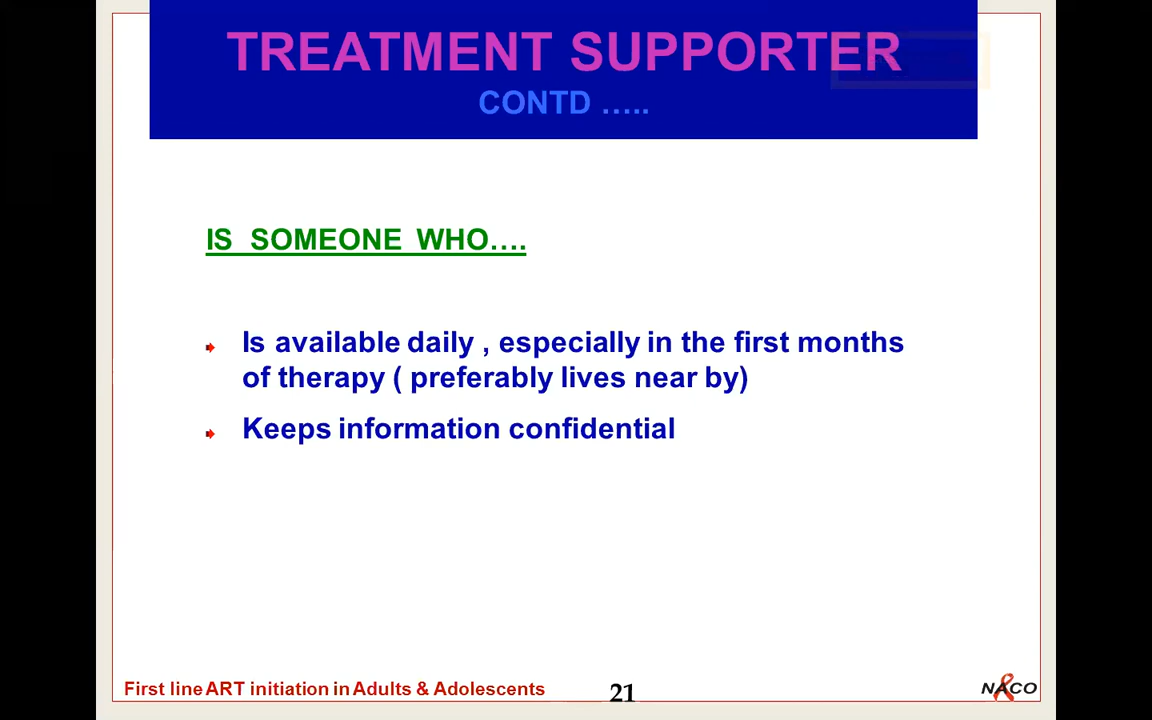 TREATMENT SUPPORTER
CONTD …..
IS SOMEONE WHO….
Is available daily , especially in the first months
of therapy ( preferably lives near by)
Keeps information confidential
First line ART initiation in Adults & Adolescents
21
NACO